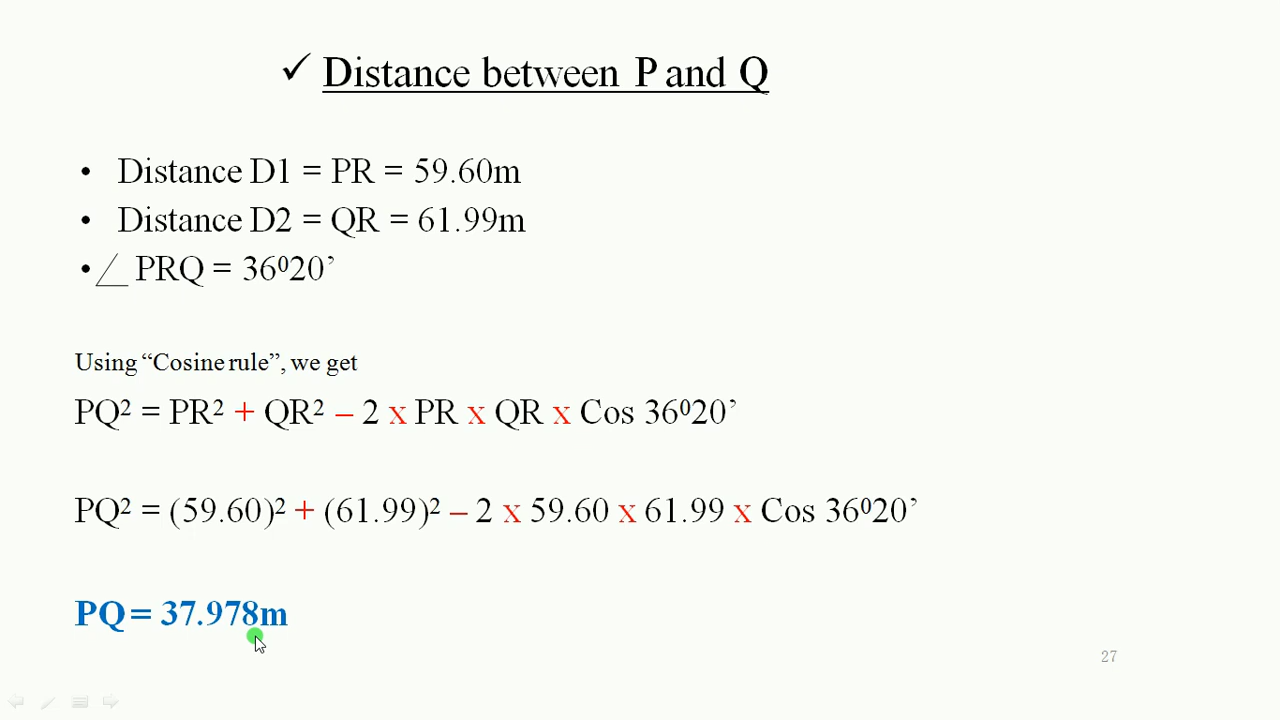 ✓ Distance between P and Q
• Distance D1 = PR = 59.60m
• Distance D2 = QR = 61.99m
• ∠ PRQ = 36⁰20’
Using “Cosine rule”, we get
PQ² = PR² + QR² – 2 x PR x QR x Cos 36⁰20’
PQ² = (59.60)² + (61.99)² – 2 x 59.60 x 61.99 x Cos 36⁰20’
PQ = 37.978m
27